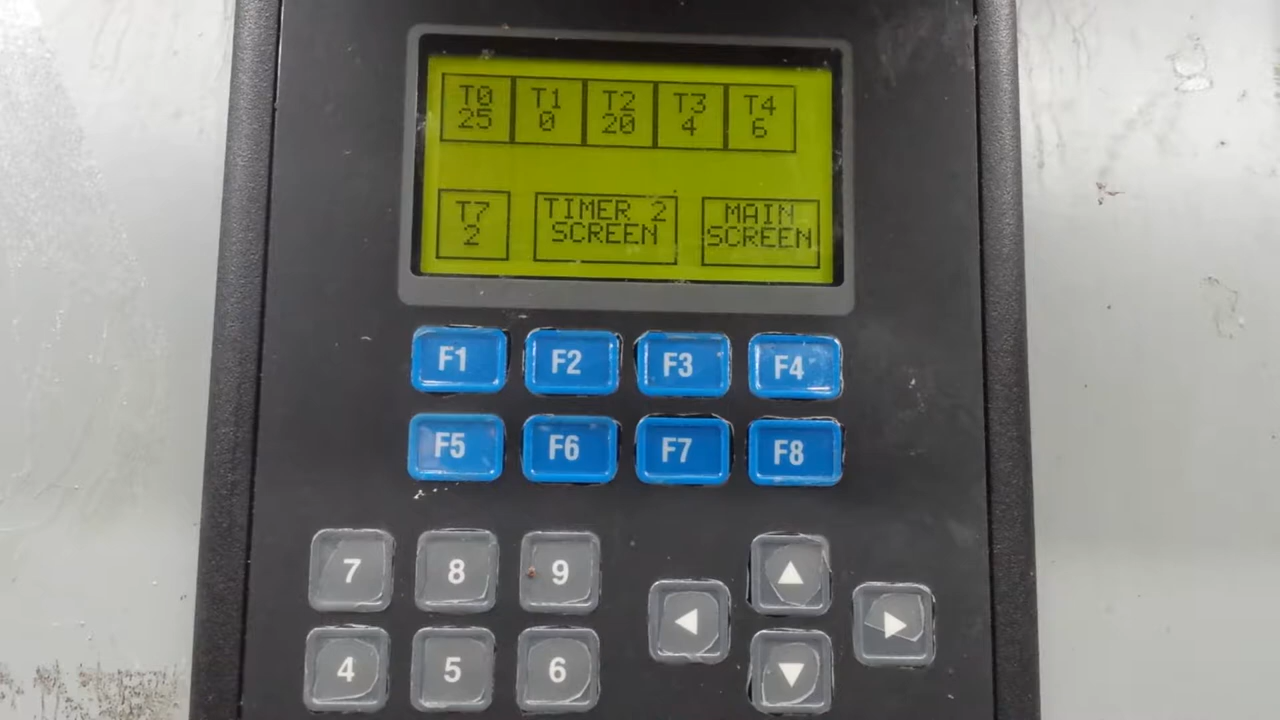 T0 T1 T2 T3 T4
25 0 20 4 6
T7 TIMER 2 MAIN
2 SCREEN SCREEN
F1 F2 F3 F4
F5 F6 F7 F8
7 8 9
4 5 6